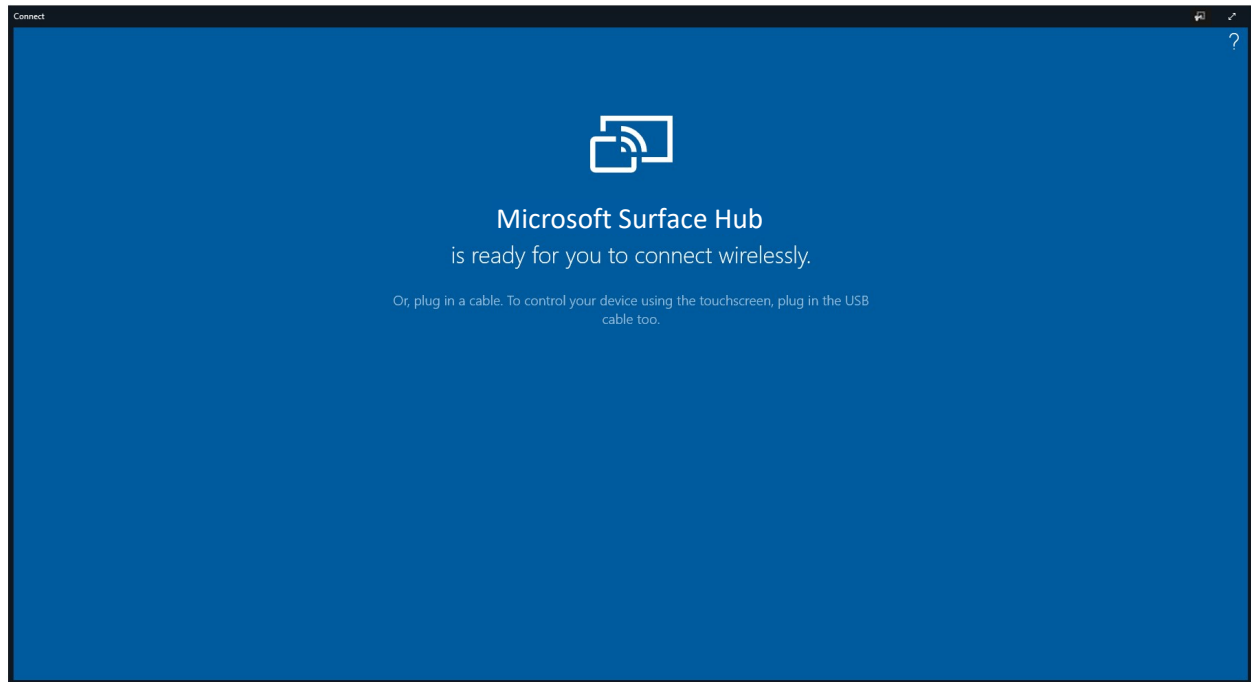 Connect
?
Microsoft Surface Hub
is ready for you to connect wirelessly.
Or, plug in a cable. To control your device using the touchscreen, plug in the USB
cable too.